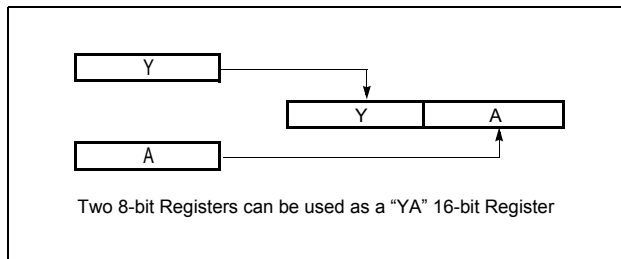 Y
Y A
A
Two 8-bit Registers can be used as a “YA” 16-bit Register